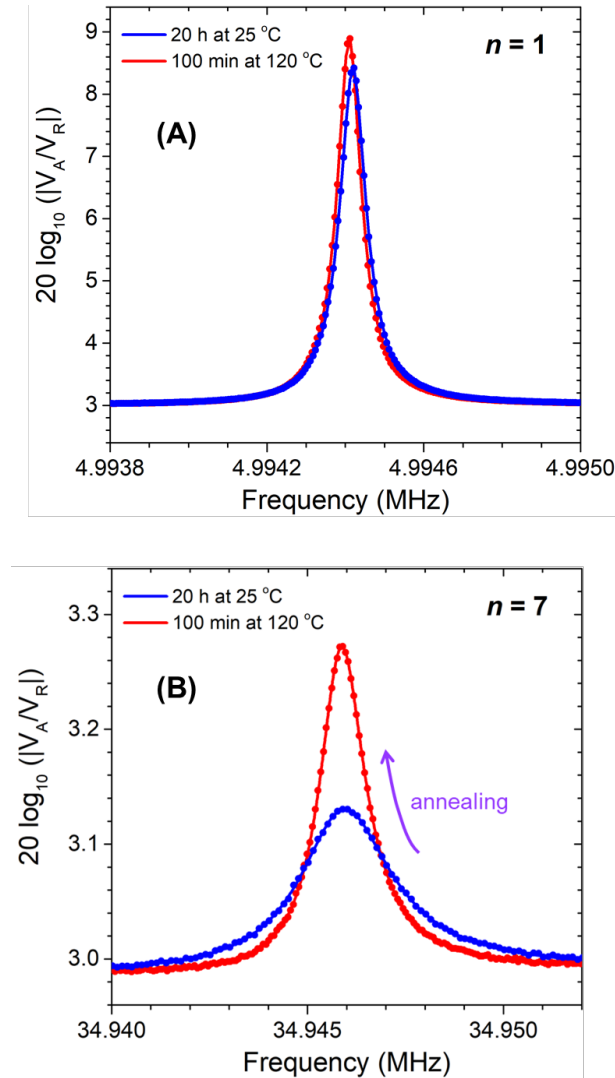 20 h at 25 °C
100 min at 120 °C
n = 1
(A)
9
8
7
6
5
4
3
20 log10 (|VA/VR|)
4.9938
4.9942
4.9946
4.9950
Frequency (MHz)
20 h at 25 °C
100 min at 120 °C
n = 7
(B)
annealing
3.3
3.2
3.1
3.0
20 log10 (|VA/VR|)
34.940
34.945
34.950
Frequency (MHz)